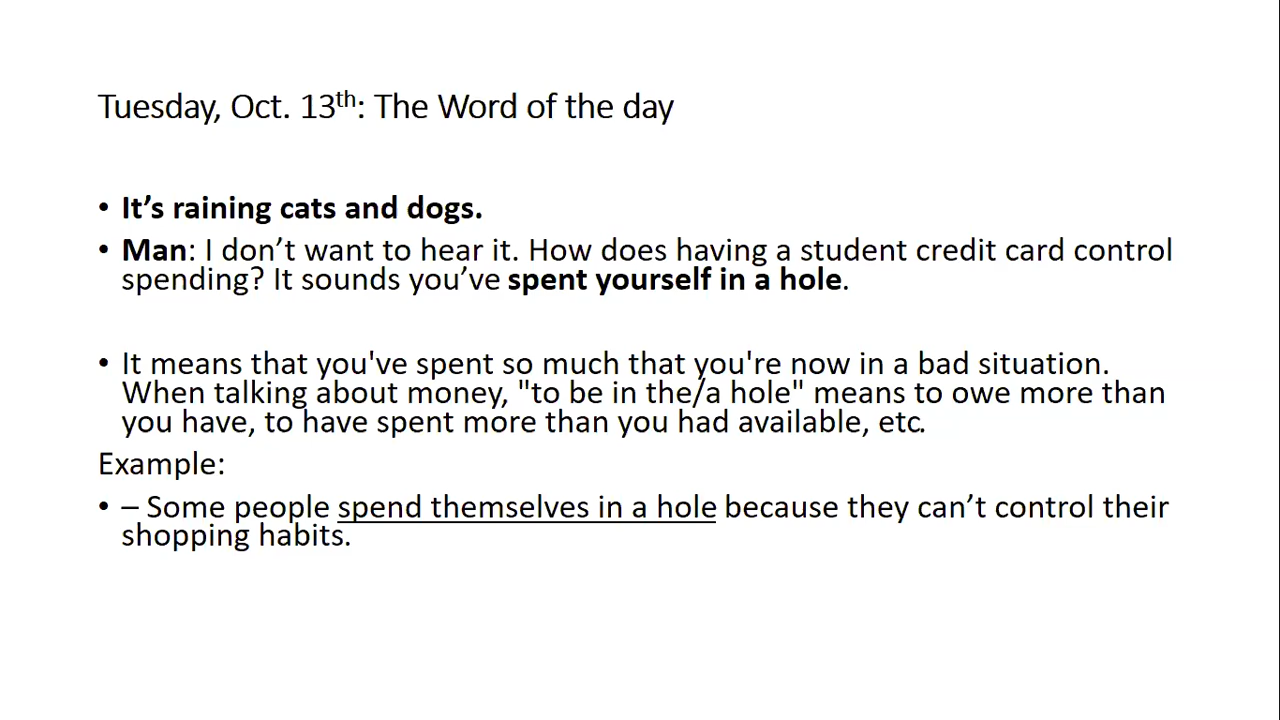 Tuesday, Oct. 13th: The Word of the day
• It’s raining cats and dogs.
• Man: I don’t want to hear it. How does having a student credit card control
spending? It sounds you’ve spent yourself in a hole.
• It means that you've spent so much that you're now in a bad situation.
When talking about money, "to be in the/a hole" means to owe more than
you have, to have spent more than you had available, etc.
Example:
• – Some people spend themselves in a hole because they can’t control their
shopping habits.